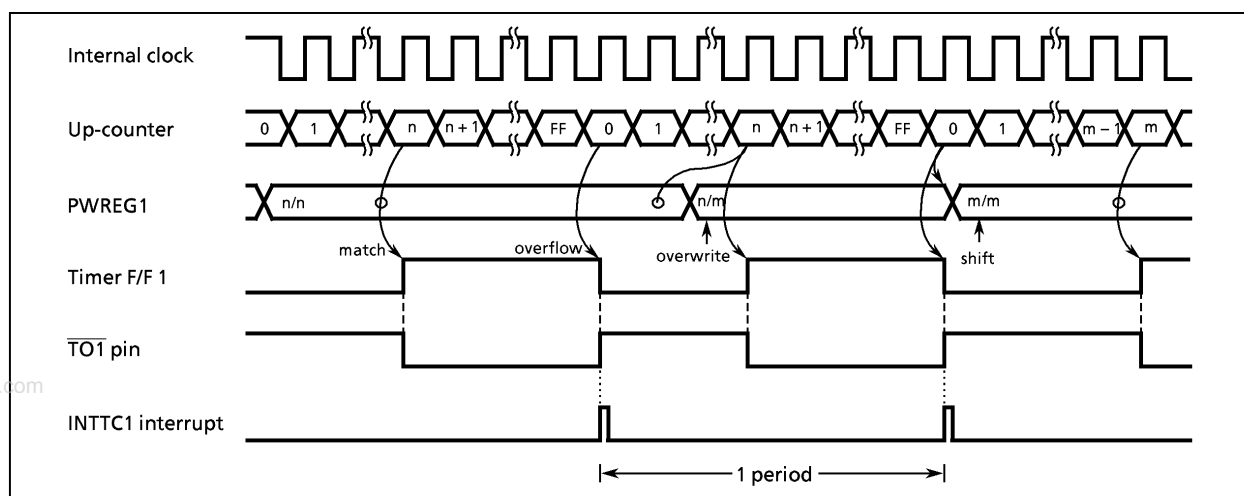 Internal clock
Up-counter
0 1 n n + 1 FF 0 1 n n + 1 FF 0 1 m – 1 m
PWREG1
n/n n/m m/m
match overflow overwrite shift
Timer F/F 1
TO1 pin
.com
INTTC1 interrupt
1 period